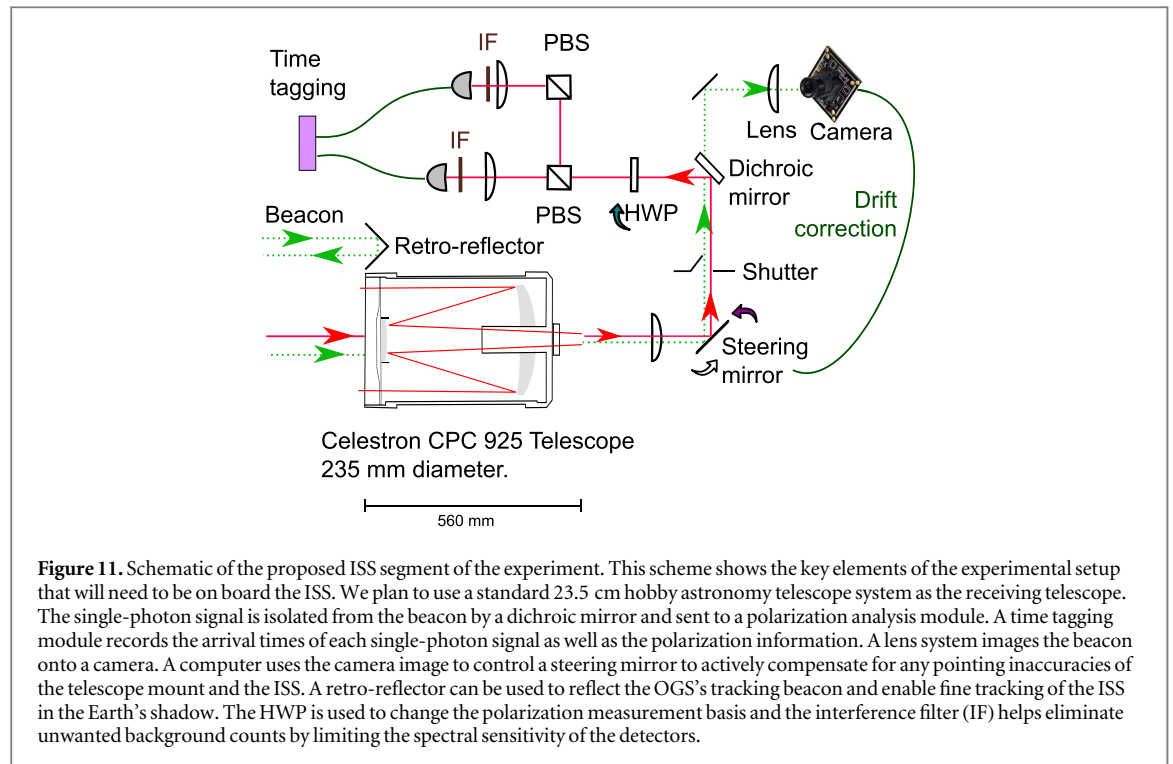 Time
tagging
IF
PBS
IF
PBS
HWP
Lens
Camera
Dichroic
mirror
Drift
correction
Beacon
Retro-reflector
Shutter
Steering
mirror
Celestron CPC 925 Telescope
235 mm diameter.
560 mm
Figure 11. Schematic of the proposed ISS segment of the experiment. This scheme shows the key elements of the experimental setup
that will need to be on board the ISS. We plan to use a standard 23.5 cm hobby astronomy telescope system as the receiving telescope.
The single-photon signal is isolated from the beacon by a dichroic mirror and sent to a polarization analysis module. A time tagging
module records the arrival times of each single-photon signal as well as the polarization information. A lens system images the beacon
onto a camera. A computer uses the camera image to control a steering mirror to actively compensate for any pointing inaccuracies of
the telescope mount and the ISS. A retro-reflector can be used to reflect the OGS's tracking beacon and enable fine tracking of the ISS
in the Earth's shadow. The HWP is used to change the polarization measurement basis and the interference filter (IF) helps eliminate
unwanted background counts by limiting the spectral sensitivity of the detectors.